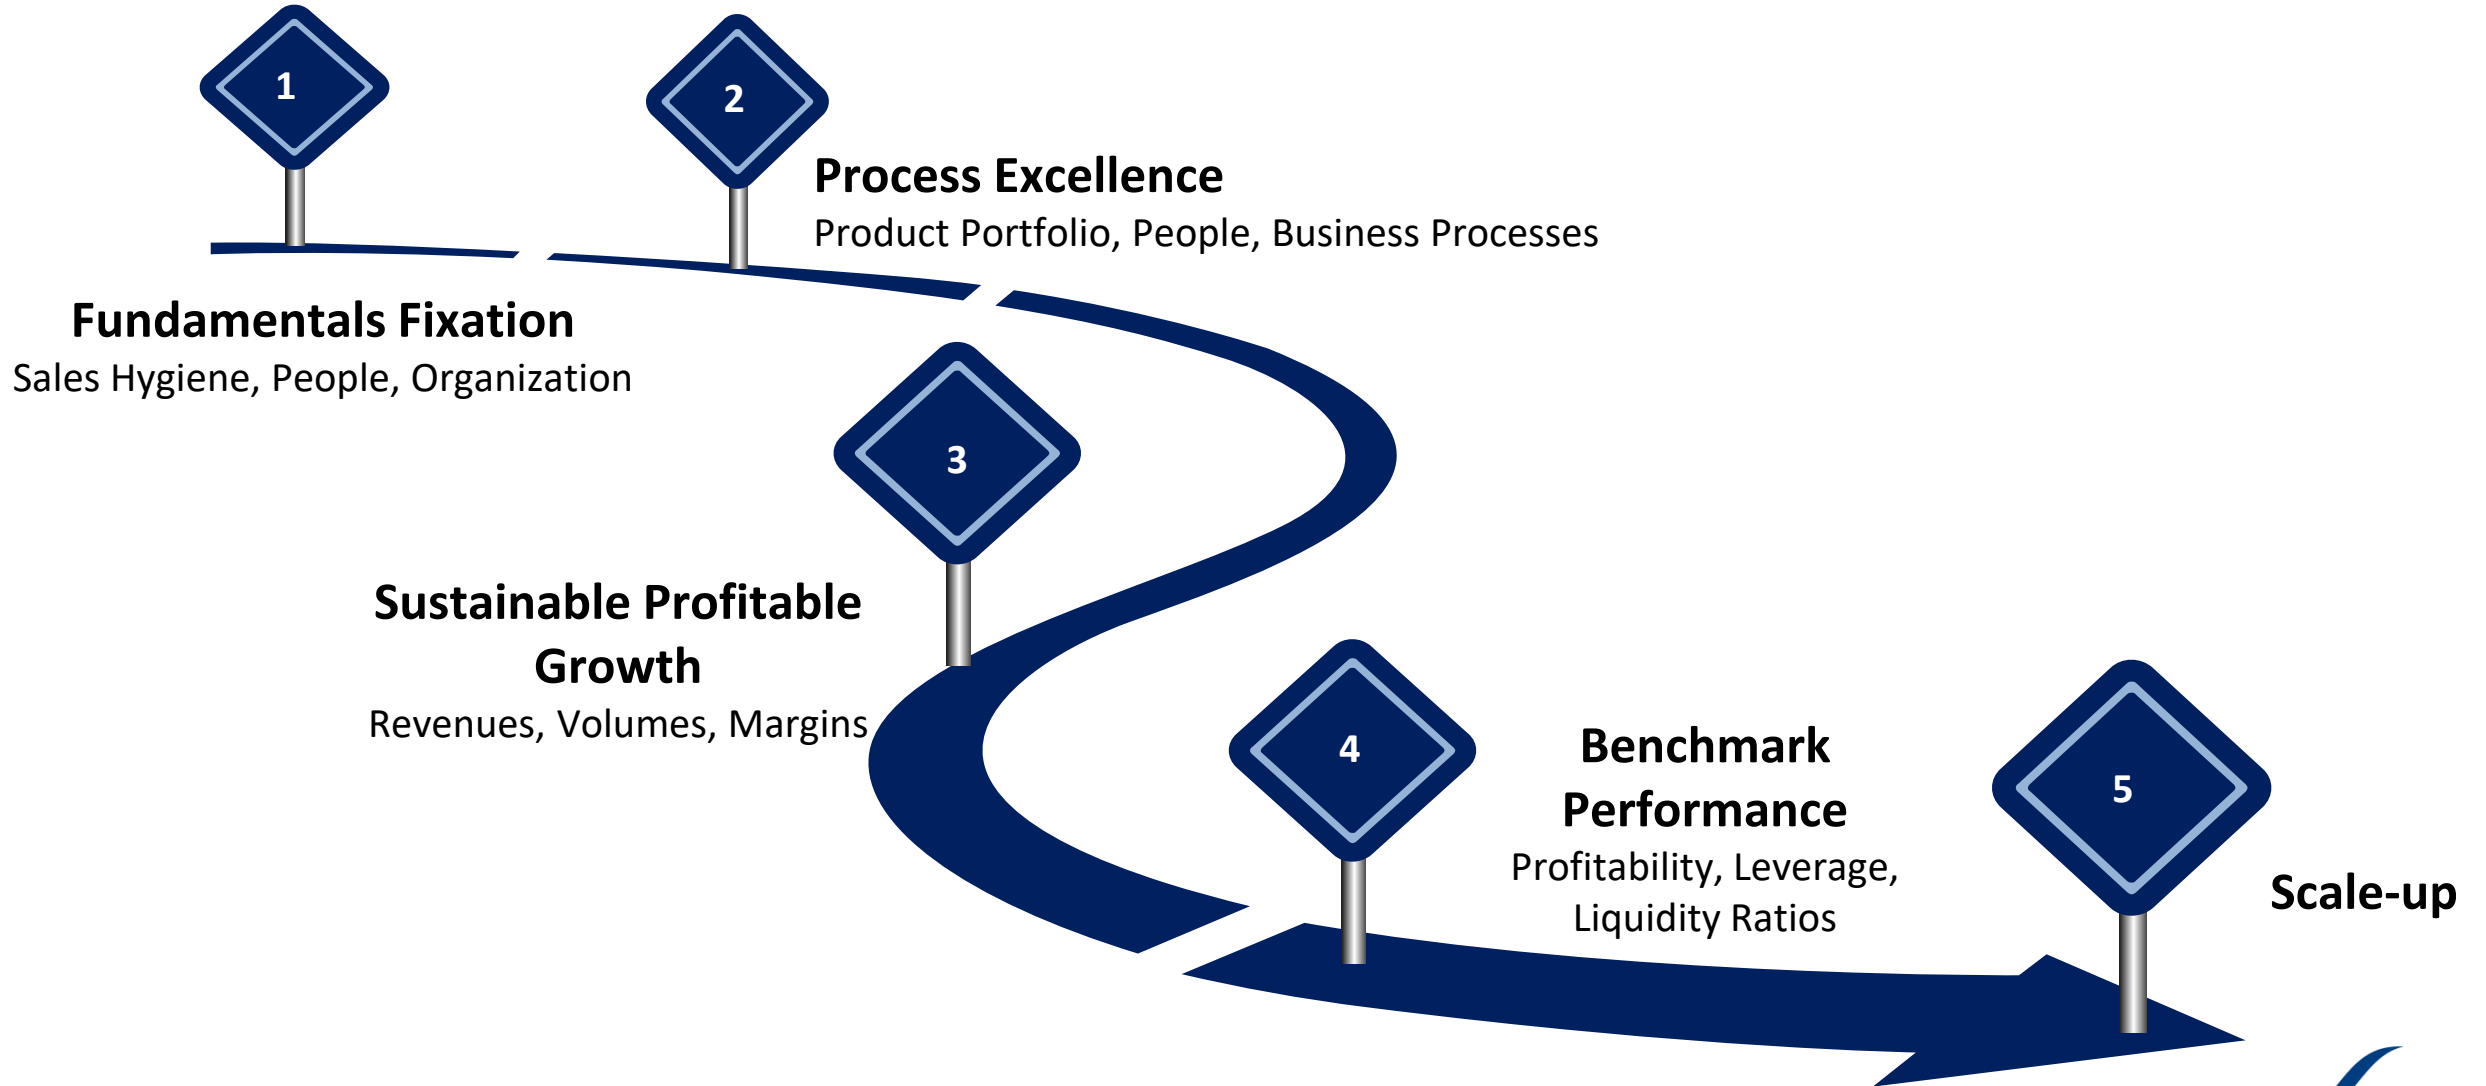 1
2
Process Excellence
Product Portfolio, People, Business Processes
Fundamentals Fixation
Sales Hygiene, People, Organization
3
Sustainable Profitable
Growth
Revenues, Volumes, Margins
4
Benchmark
Performance
Profitability, Leverage,
Liquidity Ratios
5
Scale-up